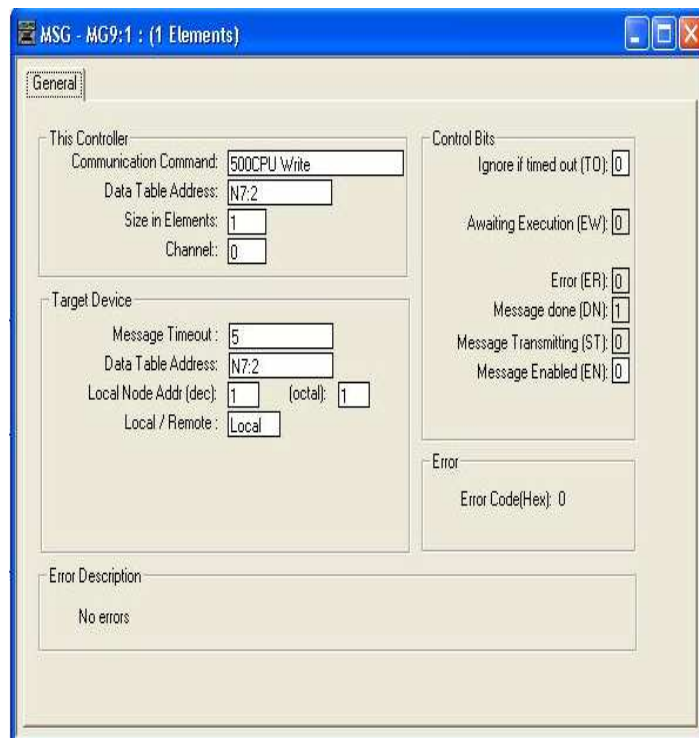 MSG - MG9:1 : (1 Elements)
General
This Controller
Communication Command: 500CPU Write
Data Table Address: N7:2
Size in Elements: 1
Channel:: 0
Target Device
Message Timeout : 5
Data Table Address: N7:2
Local Node Addr (dec): 1 (octal): 1
Local / Remote : Local
Control Bits
Ignore if timed out (TO): 0
Awaiting Execution (EW): 0
Error (ER): 0
Message done (DN): 1
Message Transmitting (ST): 0
Message Enabled (EN): 0
Error
Error Code(Hex): 0
Error Description
No errors